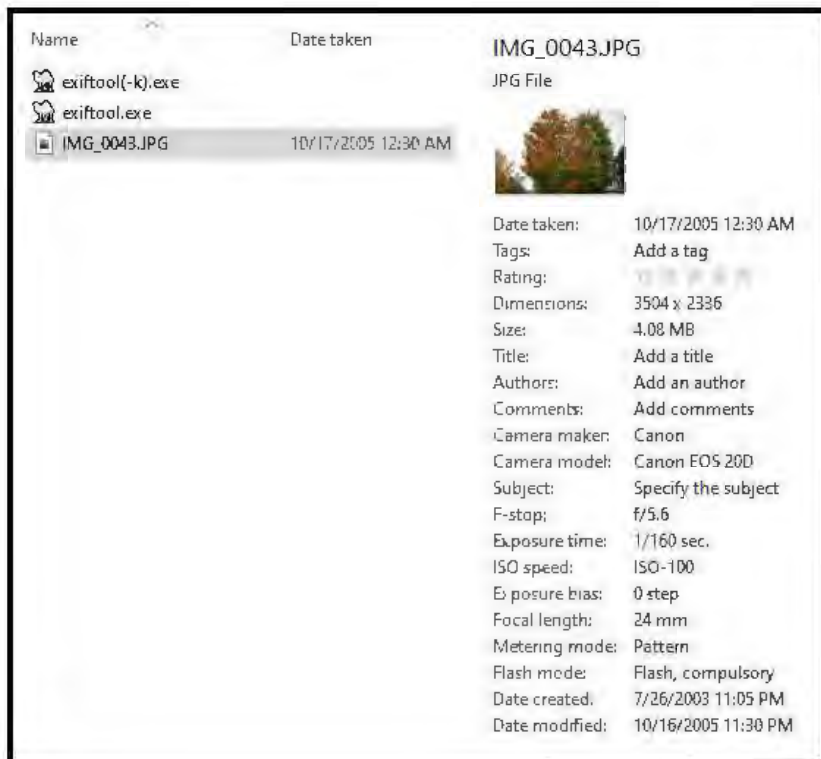 Name Date taken
exiftool(-k).exe
exiftool.exe
IMG_0043.JPG 10/17/2005 12:30 AM
IMG_0043.JPG
JPG File
Date taken: 10/17/2005 12:30 AM
Tags: Add a tag
Rating:
Dimensions: 3504 x 2336
Size: 4.08 MB
Title: Add a title
Authors: Add an author
Comments: Add comments
Camera maker: Canon
Camera model: Canon EOS 20D
Subject: Specify the subject
F-stop: f/5.6
Exposure time: 1/160 sec.
ISO speed: ISO-100
Exposure bias: 0 step
Focal length: 24 mm
Metering mode: Pattern
Flash mode: Flash, compulsory
Date created: 7/26/2003 11:05 PM
Date modified: 10/16/2005 11:30 PM